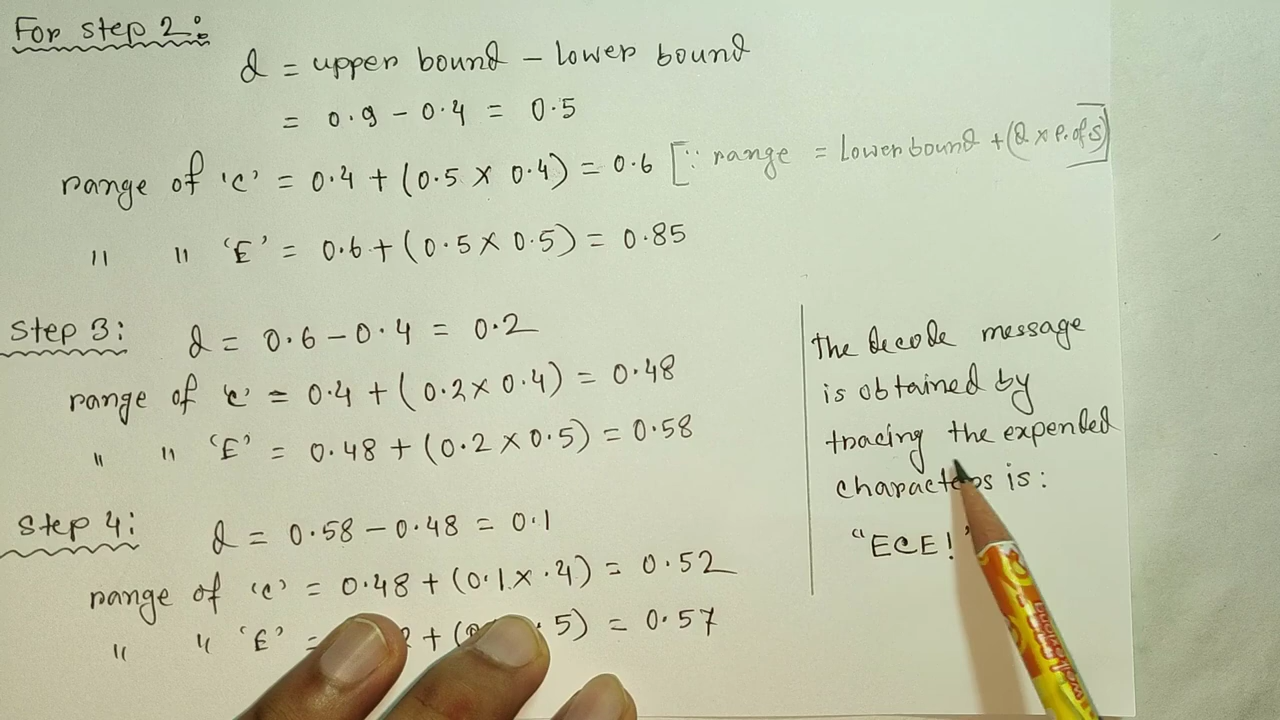 For step 2:
d = upper bound - lower bound
= 0.9 - 0.4 = 0.5
range of 'C' = 0.4 + (0.5 × 0.4) = 0.6 [∵ range = Lower bound + (d × P. of S)]
" " 'E' = 0.6 + (0.5 × 0.5) = 0.85
Step 3: d = 0.6 - 0.4 = 0.2
range of 'c' = 0.4 + (0.2 × 0.4) = 0.48
" " 'E' = 0.48 + (0.2 × 0.5) = 0.58
Step 4: d = 0.58 - 0.48 = 0.1
range of 'c' = 0.48 + (0.1 × .4) = 0.52
" " 'E' = 2 + (0 .5) = 0.57
the decode message
is obtained by
tracing the expended
characters is:
"ECE!"